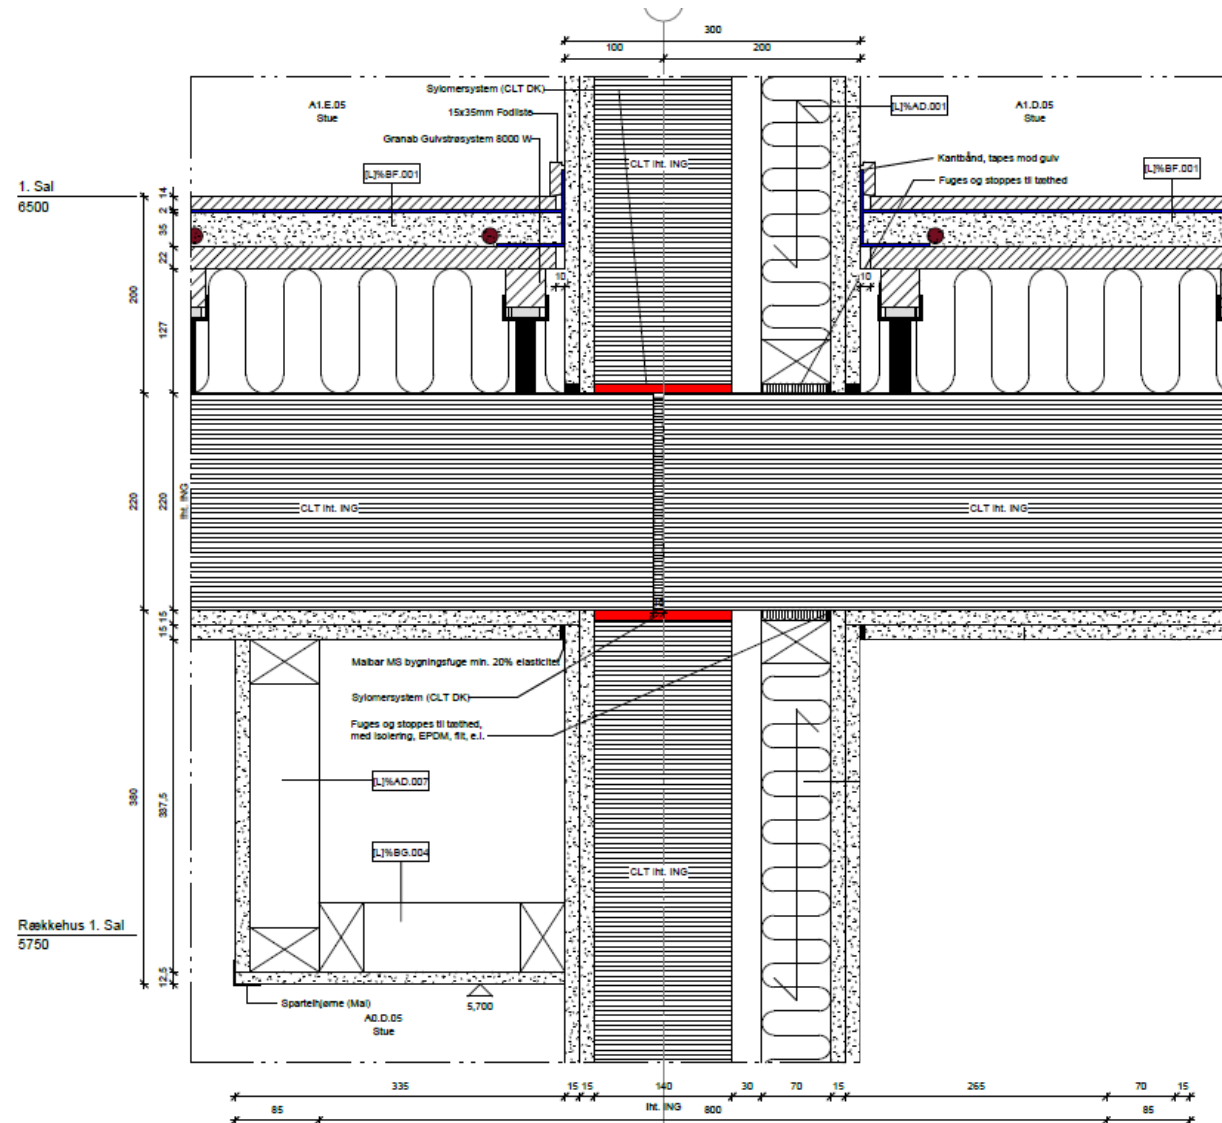 300
100
200
Sylomersystem (CLT DK)
A1.E.05
Stue
[L]%AD.001
A1.D.05
Stue
15x35mm Fodliste
Granab Gulvstrøsystem 8000 W
CLT iht. ING
Kantbånd, tapes mod gulv
[L]%BF.001
Fuges og stoppes til tæthed
[L]%BF.001
1. Sal
6500
14
2
35
22
10
10
200
127
220
220
iht. ING
CLT iht. ING
CLT iht. ING
15 15
Malbar MS bygningsfuge min. 20% elasticitet
Sylomersystem (CLT DK)
Fuges og stoppes til tæthed,
med isolering, EPDM, filt, e.l.
[L]%AD.007
380
337,5
[L]%BG.004
CLT iht. ING
Rækkehus 1. Sal
5750
12,5
Spartelhjørne (Mal)
5,700
A0.D.05
Stue
335
15 15
140
30
70
15
265
70
15
85
iht. ING
800
85